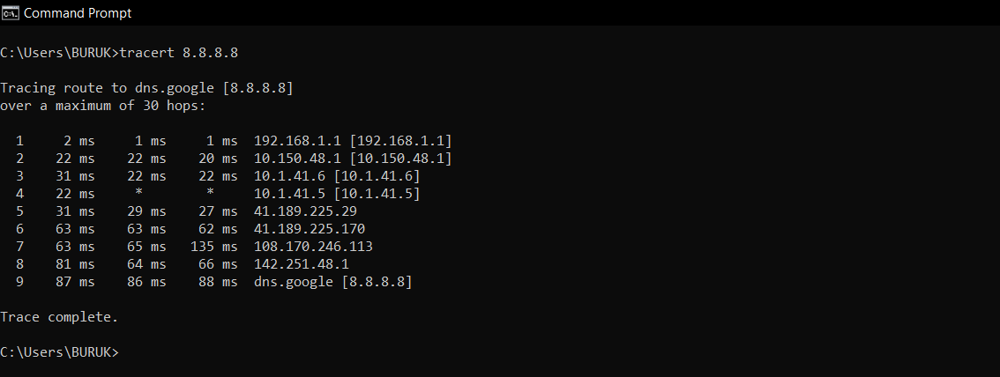 Command Prompt
C:\Users\BURUK>tracert 8.8.8.8
Tracing route to dns.google [8.8.8.8]
over a maximum of 30 hops:
1 2 ms 1 ms 1 ms 192.168.1.1 [192.168.1.1]
2 22 ms 22 ms 20 ms 10.150.48.1 [10.150.48.1]
3 31 ms 22 ms 22 ms 10.1.41.6 [10.1.41.6]
4 22 ms * * 10.1.41.5 [10.1.41.5]
5 31 ms 29 ms 27 ms 41.189.225.29
6 63 ms 63 ms 62 ms 41.189.225.170
7 63 ms 65 ms 135 ms 108.170.246.113
8 81 ms 64 ms 66 ms 142.251.48.1
9 87 ms 86 ms 88 ms dns.google [8.8.8.8]
Trace complete.
C:\Users\BURUK>